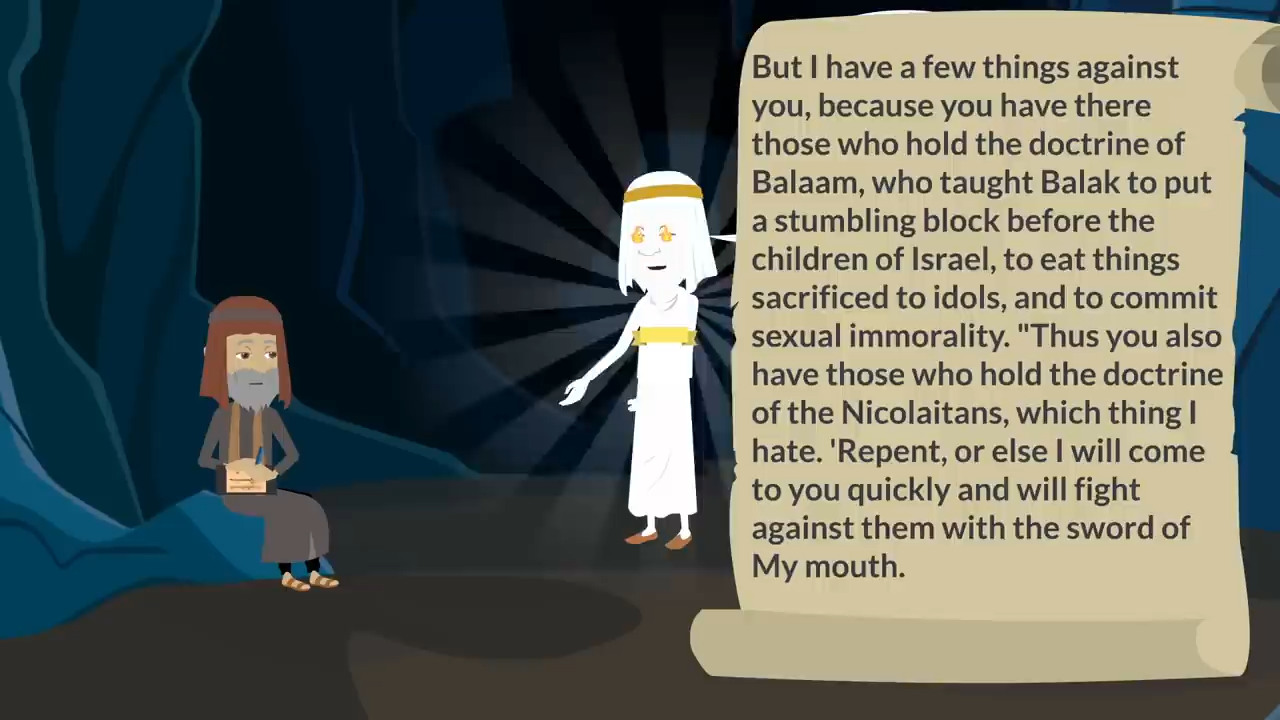 But I have a few things against
you, because you have there
those who hold the doctrine of
Balaam, who taught Balak to put
a stumbling block before the
children of Israel, to eat things
sacrificed to idols, and to commit
sexual immorality. "Thus you also
have those who hold the doctrine
of the Nicolaitans, which thing I
hate. 'Repent, or else I will come
to you quickly and will fight
against them with the sword of
My mouth.